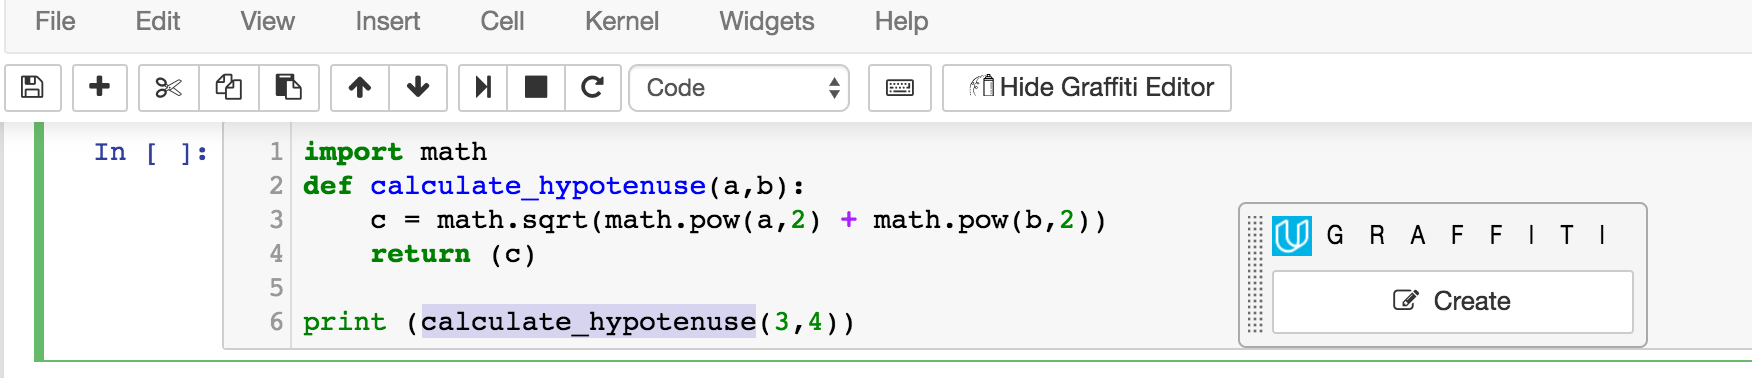 File Edit View Insert Cell Kernel Widgets Help
Code Hide Graffiti Editor
In [ ]:
1 import math
2 def calculate_hypotenuse(a,b):
3     c = math.sqrt(math.pow(a,2) + math.pow(b,2))
4     return (c)
5
6 print (calculate_hypotenuse(3,4))
U G R A F F I T I
Create